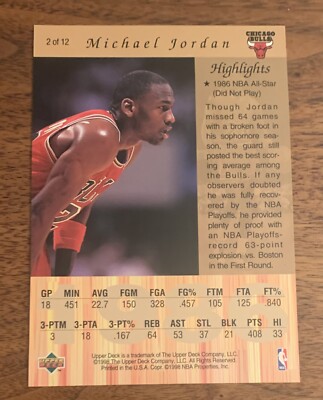 2 of 12
Michael Jordan
CHICAGO
BULLS
Highlights
★ 1986 NBA All-Star
(Did Not Play)
Though Jordan
missed 64 games
with a broken foot in
his sophomore sea-
son, the guard still
posted the best scor-
ing average among
the Bulls. If any
observers doubted
he was fully recov-
ered by the NBA
Playoffs, he provided
plenty of proof with
an NBA Playoffs-
record 63-point
explosion vs. Boston
in the First Round.
GP MIN AVE FG FGA FG% FT FTA FT%
18 451 22.7 150 328 .457 105 125 .840
3-PTM 3-PTA 3-PT% REB AST STL BLK PTS HI
3 18 .167 64 53 37 21 408 33
UPPER DECK
Upper Deck is a trademark of The Upper Deck Company, LLC.
©1998 The Upper Deck Company, LLC. All Rights Reserved.
Printed in the U.S.A. Copr. ©1998 NBA Properties, Inc.
NBA